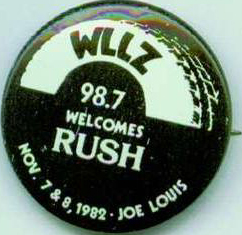 WLLZ
98.7
WELCOMES
RUSH
NOV. 7 & 8, 1982 · JOE LOUIS